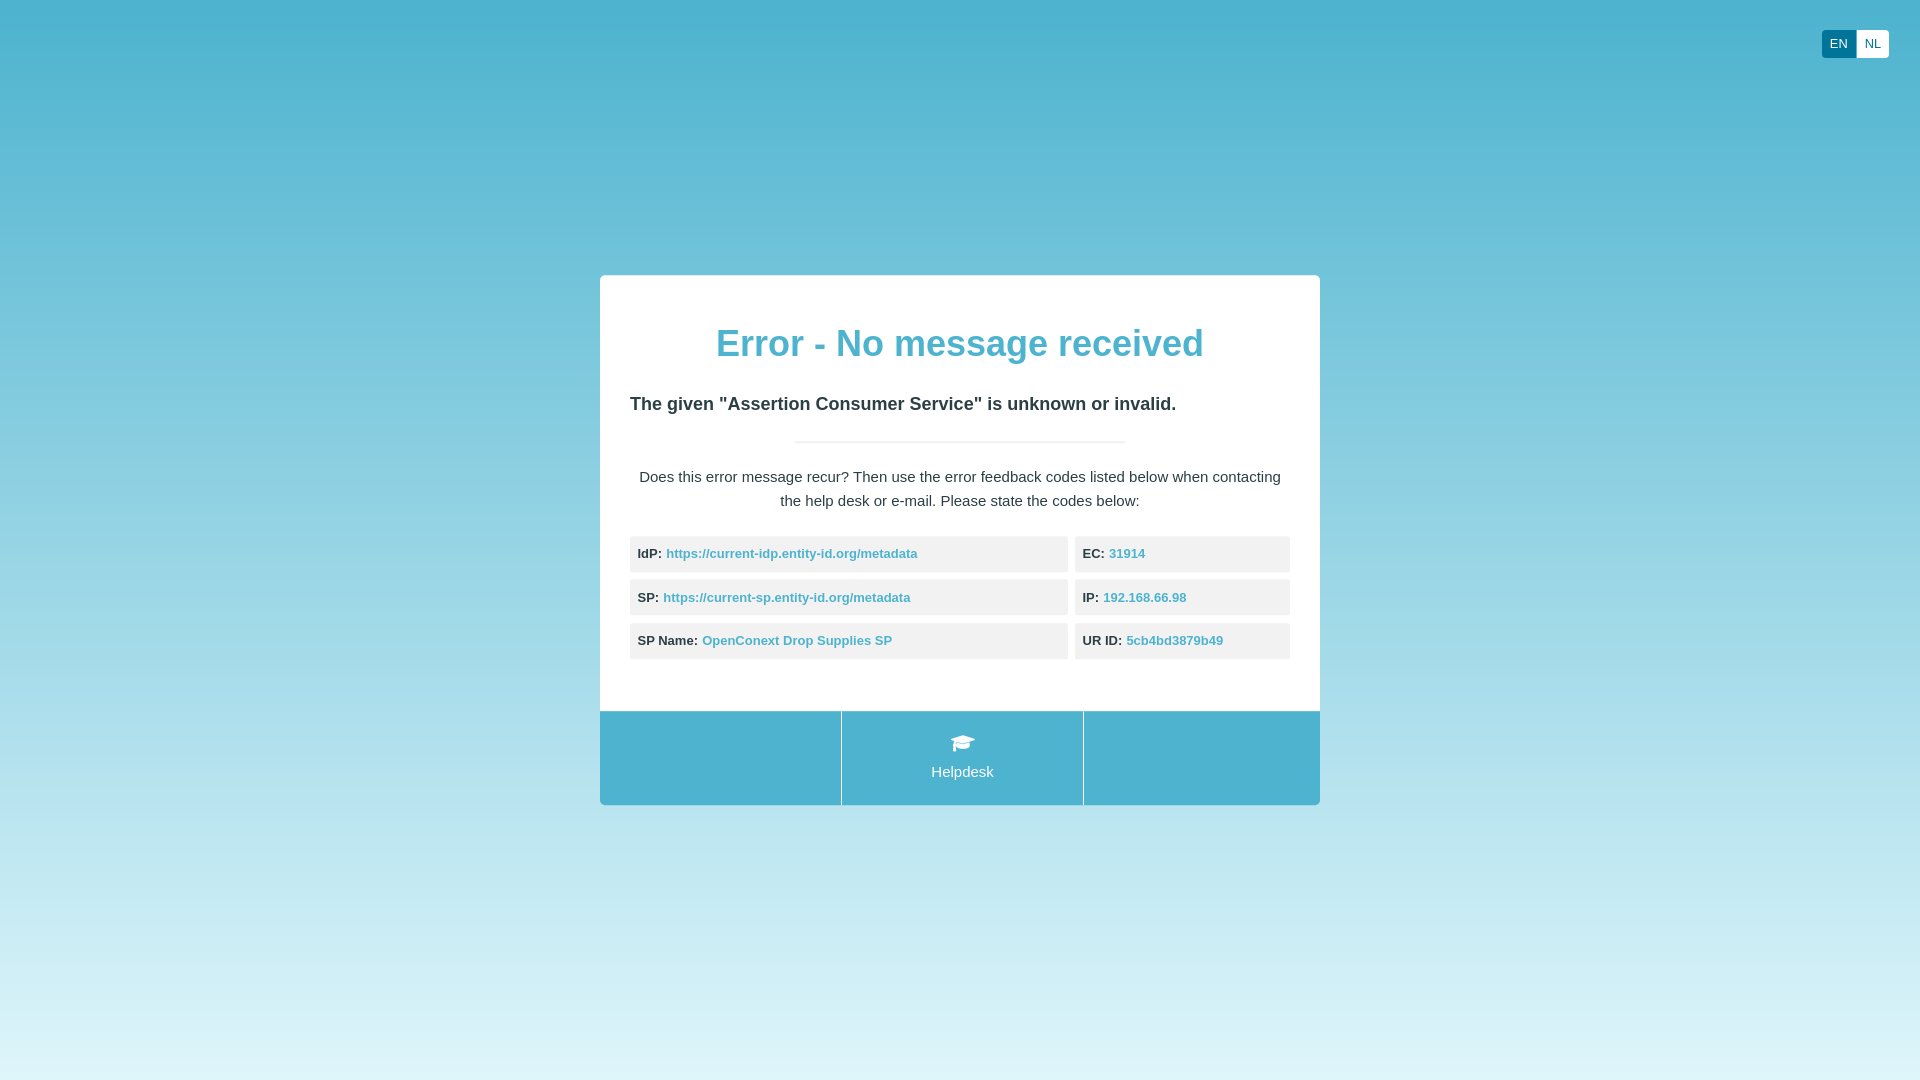 EN NL
Error - No message received
The given "Assertion Consumer Service" is unknown or invalid.
Does this error message recur? Then use the error feedback codes listed below when contacting
the help desk or e-mail. Please state the codes below:
IdP: https://current-idp.entity-id.org/metadata
EC: 31914
SP: https://current-sp.entity-id.org/metadata
IP: 192.168.66.98
SP Name: OpenConext Drop Supplies SP
UR ID: 5cb4bd3879b49
Helpdesk